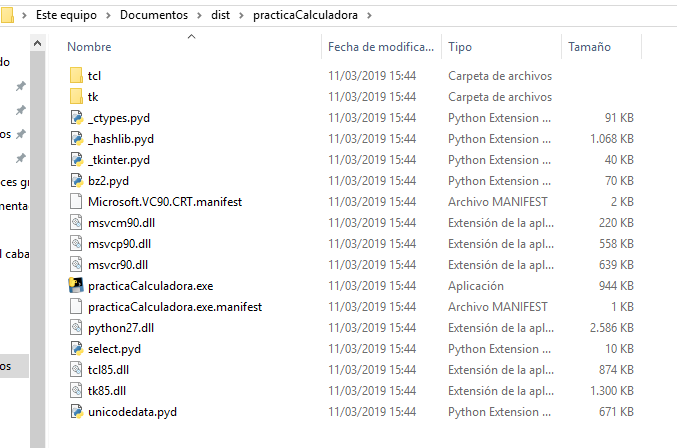 Este equipo > Documentos > dist > practicaCalculadora >
Nombre Fecha de modifica... Tipo Tamaño
do
tcl 11/03/2019 15:44 Carpeta de archivos
tk 11/03/2019 15:44 Carpeta de archivos
_ctypes.pyd 11/03/2019 15:44 Python Extension ... 91 KB
os _hashlib.pyd 11/03/2019 15:44 Python Extension ... 1.068 KB
_tkinter.pyd 11/03/2019 15:44 Python Extension ... 40 KB
ces gr bz2.pyd 11/03/2019 15:44 Python Extension ... 70 KB
menta Microsoft.VC90.CRT.manifest 11/03/2019 15:44 Archivo MANIFEST 2 KB
msvcm90.dll 11/03/2019 15:44 Extensión de la apl... 220 KB
l caba msvcp90.dll 11/03/2019 15:44 Extensión de la apl... 558 KB
msvcr90.dll 11/03/2019 15:44 Extensión de la apl... 639 KB
practicaCalculadora.exe 11/03/2019 15:44 Aplicación 944 KB
practicaCalculadora.exe.manifest 11/03/2019 15:44 Archivo MANIFEST 1 KB
python27.dll 11/03/2019 15:44 Extensión de la apl... 2.586 KB
select.pyd 11/03/2019 15:44 Python Extension ... 10 KB
os tcl85.dll 11/03/2019 15:44 Extensión de la apl... 874 KB
tk85.dll 11/03/2019 15:44 Extensión de la apl... 1.300 KB
unicodedata.pyd 11/03/2019 15:44 Python Extension ... 671 KB